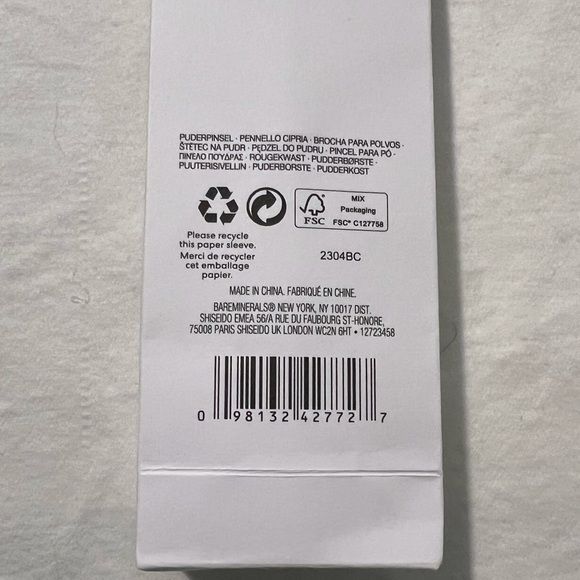 PUDERPINSEL · PENNELLO CIPRIA · BROCHA PARA POLVOS ·
ŠTĚTEC NA PUDR · PĘDZEL DO PUDRU · PINCEL PARA PÓ ·
ΠΙΝΕΛΟ ΠΟΥΔΡΑΣ · ROUGEKWAST · PUDDERBØRSTE ·
PUUTERISIVELLIN · PUDERBORSTE · PUDDERKOST
FSC
MIX
Packaging
FSC® C127758
Please recycle
this paper sleeve.
Merci de recycler
cet emballage
papier.
2304BC
MADE IN CHINA. FABRIQUÉ EN CHINE.
BAREMINERALS® NEW YORK, NY 10017 DIST.
SHISEIDO EMEA 56/A RUE DU FAUBOURG ST-HONORE,
75008 PARIS SHISEIDO UK LONDON WC2N 6HT • 12723458
0 98132 42772 7